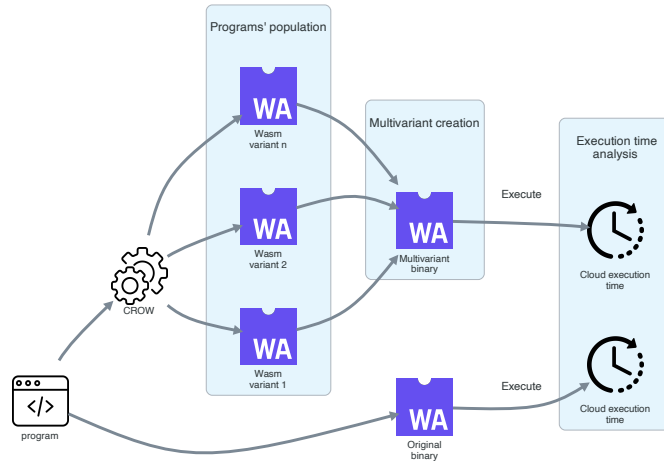 Programs' population
WA
Wasm
variant n
WA
Wasm
variant 2
WA
Wasm
variant 1
Multivariant creation
WA
Multivariant
binary
Execute
Execution time
analysis
Cloud execution
time
CROW
</>
program
WA
Original
binary
Execute
Cloud execution
time